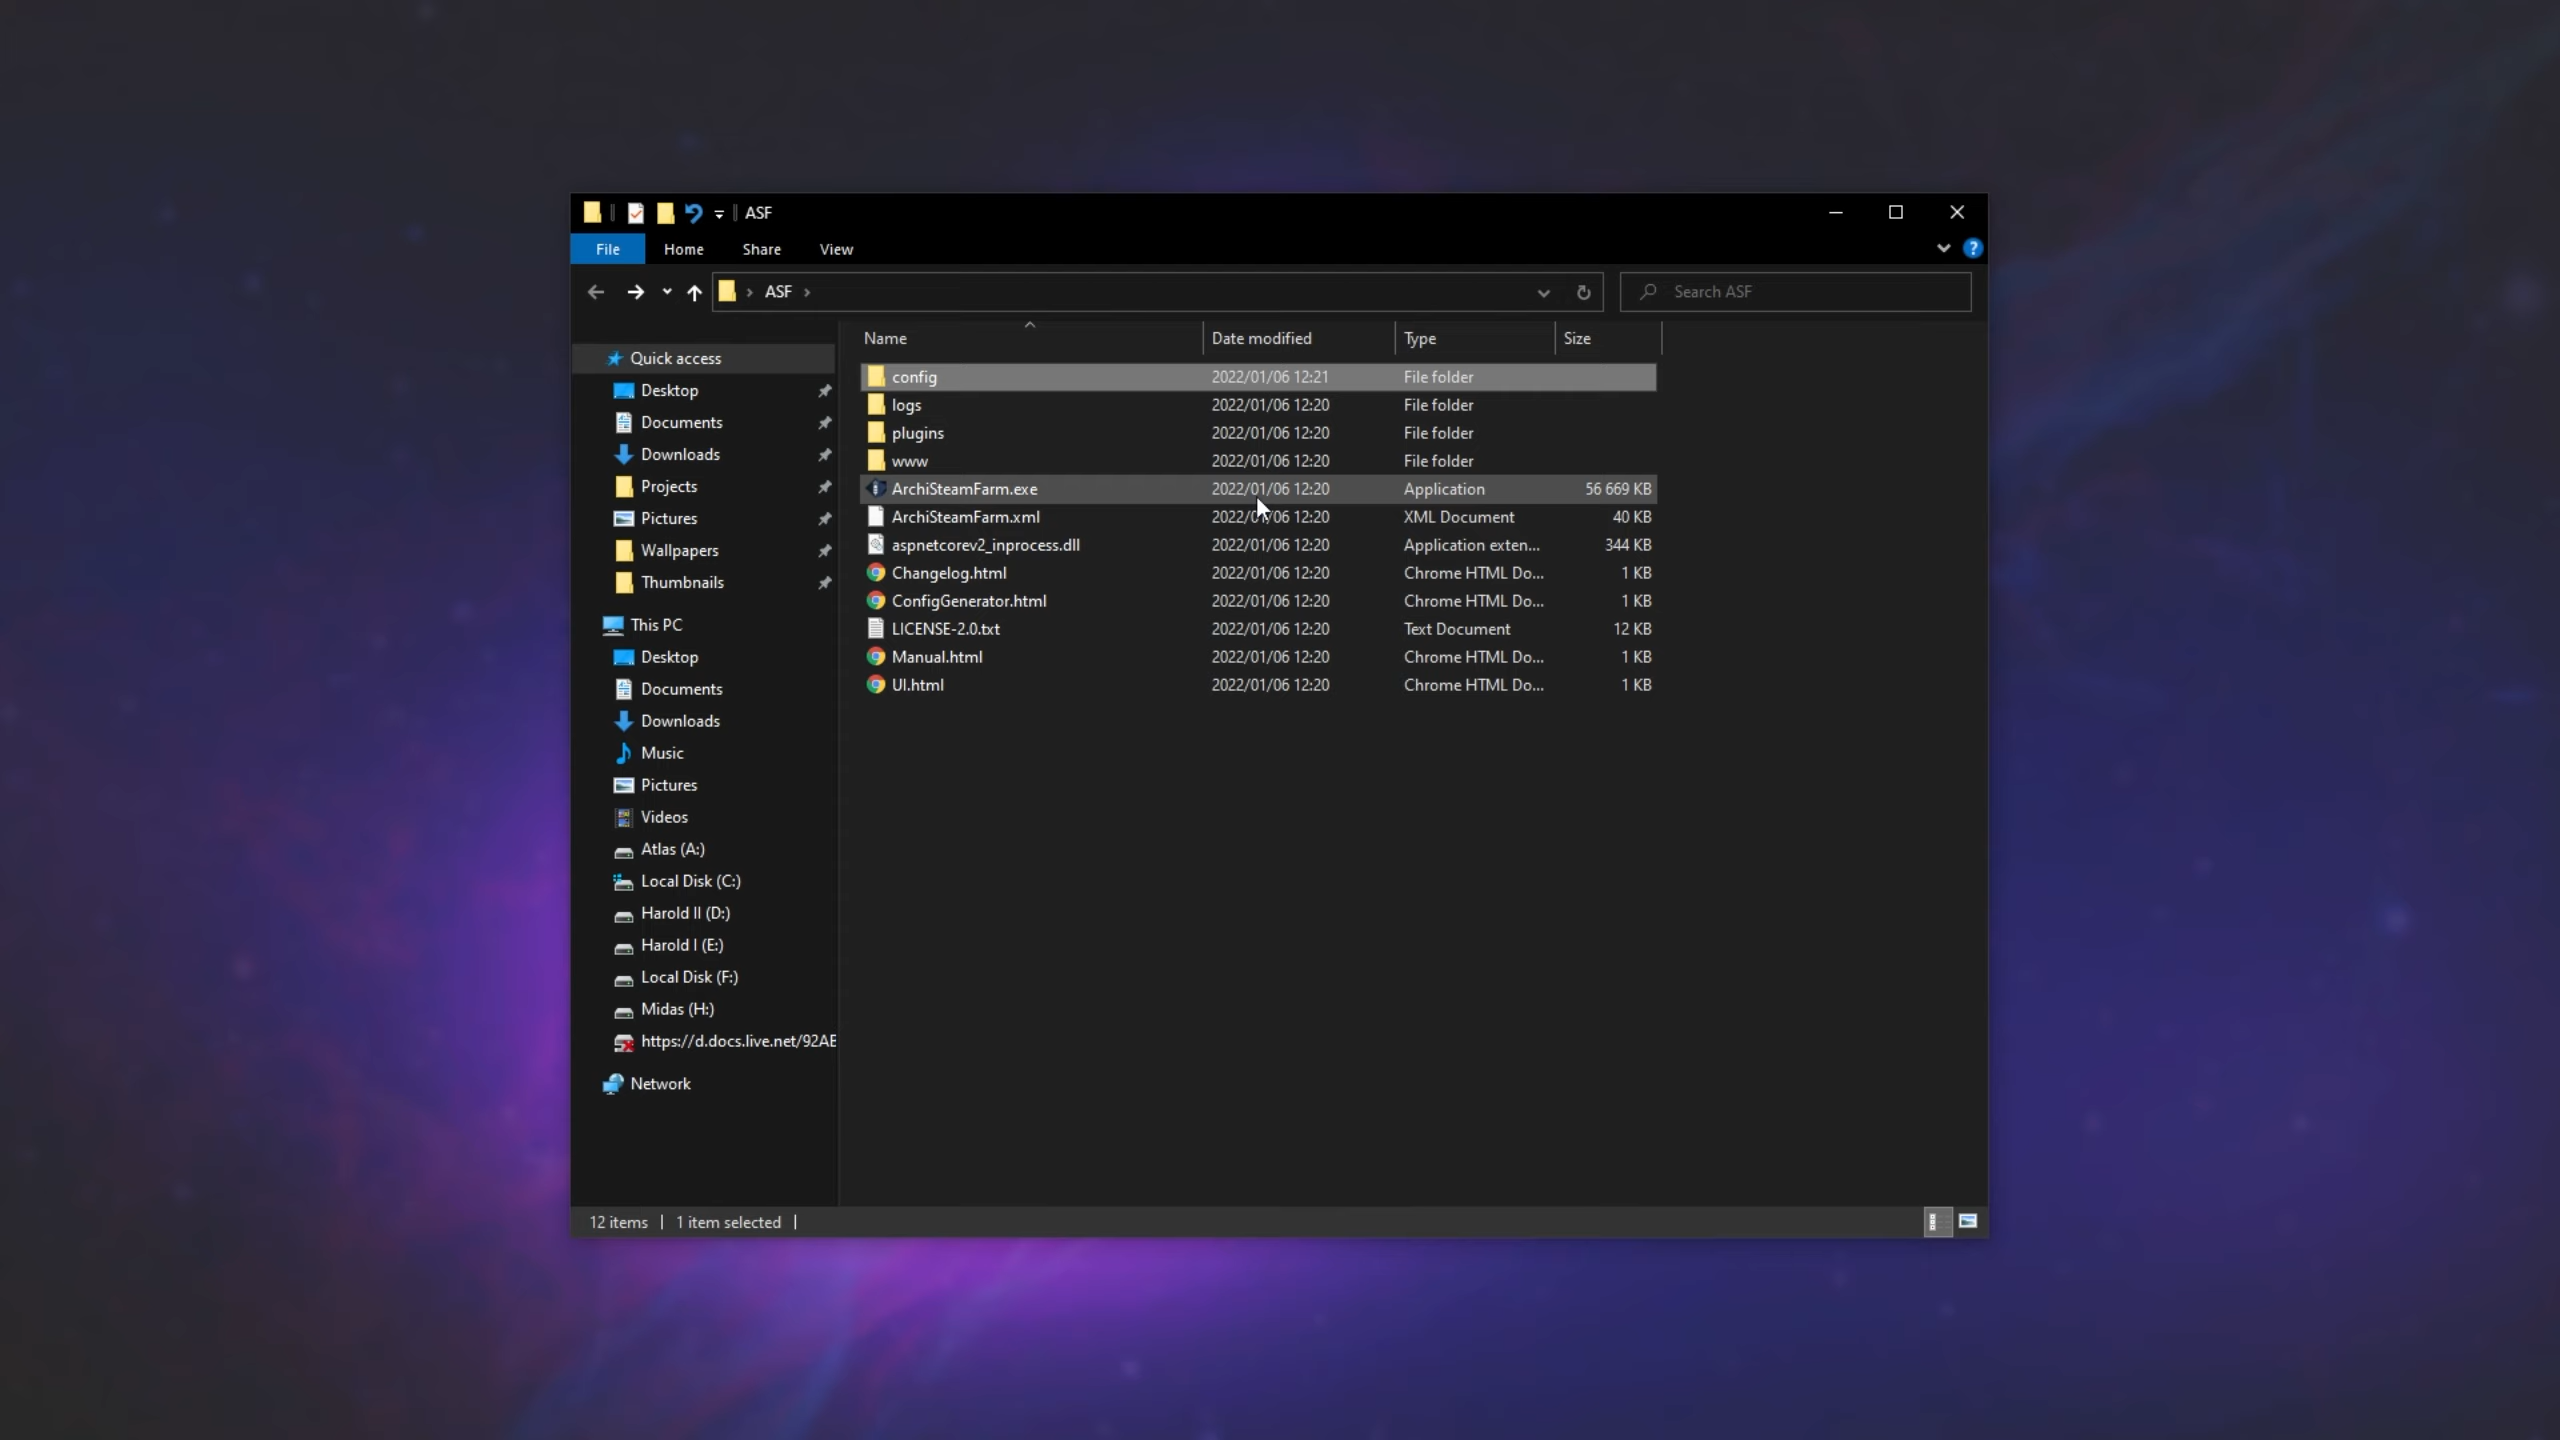 ASF
File Home Share View
ASF
Search ASF
Name Date modified Type Size
Quick access
Desktop
Documents
Downloads
Projects
Pictures
Wallpapers
Thumbnails
This PC
Desktop
Documents
Downloads
Music
Pictures
Videos
Atlas (A:)
Local Disk (C:)
Harold II (D:)
Harold I (E:)
Local Disk (F:)
Midas (H:)
https://d.docs.live.net/92AE
Network
config 2022/01/06 12:21 File folder
logs 2022/01/06 12:20 File folder
plugins 2022/01/06 12:20 File folder
www 2022/01/06 12:20 File folder
ArchiSteamFarm.exe 2022/01/06 12:20 Application 56 669 KB
ArchiSteamFarm.xml 2022/01/06 12:20 XML Document 40 KB
aspnetcorev2_inprocess.dll 2022/01/06 12:20 Application exten... 344 KB
Changelog.html 2022/01/06 12:20 Chrome HTML Do... 1 KB
ConfigGenerator.html 2022/01/06 12:20 Chrome HTML Do... 1 KB
LICENSE-2.0.txt 2022/01/06 12:20 Text Document 12 KB
Manual.html 2022/01/06 12:20 Chrome HTML Do... 1 KB
UI.html 2022/01/06 12:20 Chrome HTML Do... 1 KB
12 items 1 item selected